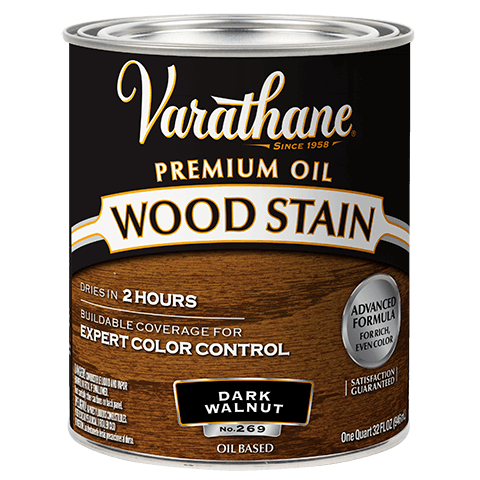 Varathane®
SINCE 1958
PREMIUM OIL
WOOD STAIN
DRIES IN 2 HOURS
BUILDABLE COVERAGE FOR
EXPERT COLOR CONTROL
ADVANCED
FORMULA
FOR RICH,
EVEN COLOR
SATISFACTION
GUARANTEED
DARK
WALNUT
No. 269
OIL BASED
One Quart 32 FL OZ (946mL)